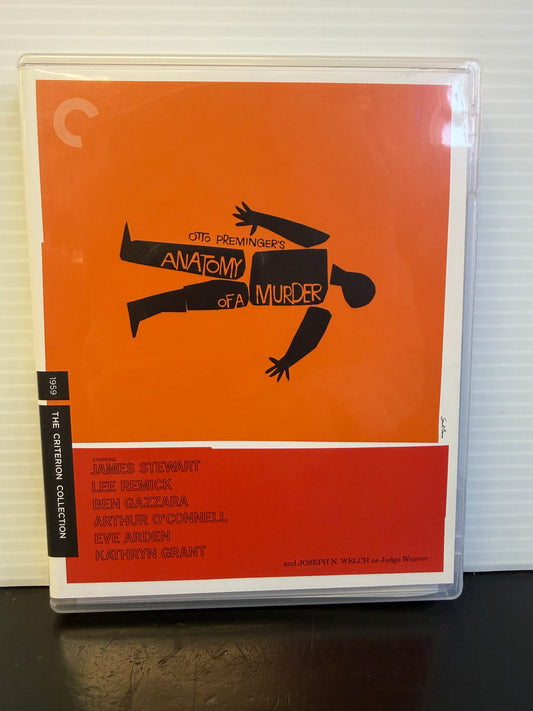 OTTO PREMINGER'S
ANATOMY
OF A MURDER
1959
THE CRITERION COLLECTION
STARRING
JAMES STEWART
LEE REMICK
BEN GAZZARA
ARTHUR O'CONNELL
EVE ARDEN
KATHRYN GRANT
and JOSEPH N. WELCH as Judge Weaver